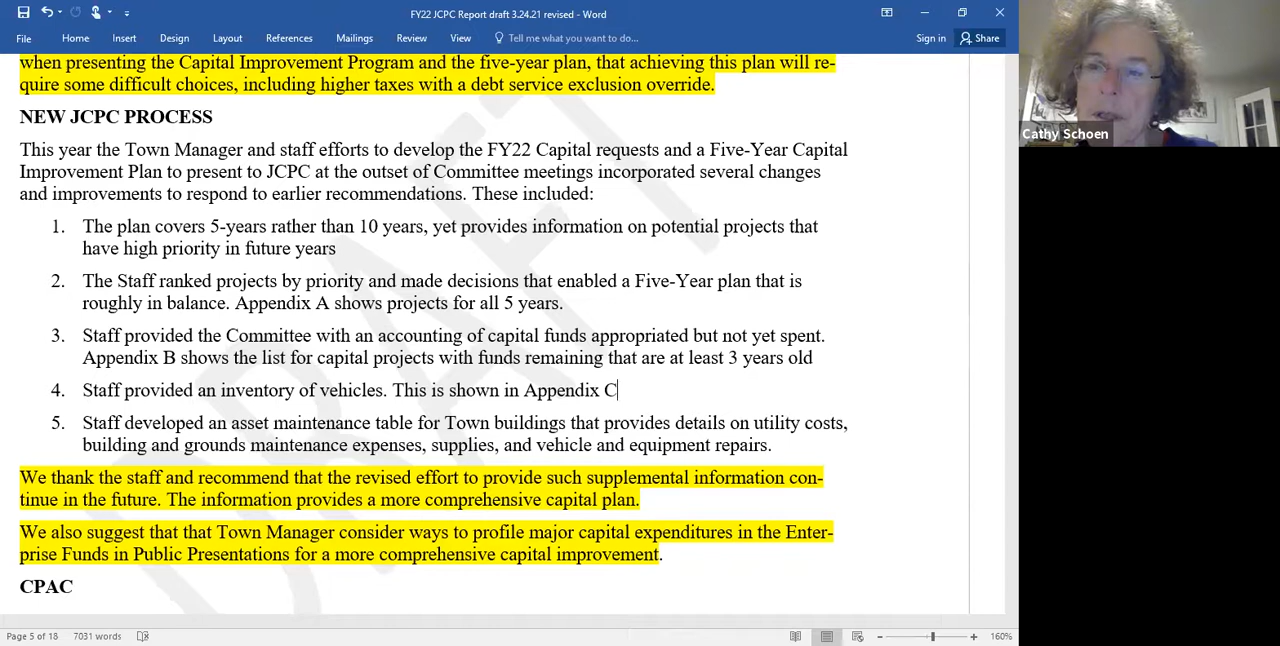 FY22 JCPC Report draft 3.24.21 revised - Word
File Home Insert Design Layout References Mailings Review View Tell me what you want to do... Sign in Share
when presenting the Capital Improvement Program and the five-year plan, that achieving this plan will re-
quire some difficult choices, including higher taxes with a debt service exclusion override.
NEW JCPC PROCESS
This year the Town Manager and staff efforts to develop the FY22 Capital requests and a Five-Year Capital
Improvement Plan to present to JCPC at the outset of Committee meetings incorporated several changes
and improvements to respond to earlier recommendations. These included:
1. The plan covers 5-years rather than 10 years, yet provides information on potential projects that
have high priority in future years
2. The Staff ranked projects by priority and made decisions that enabled a Five-Year plan that is
roughly in balance. Appendix A shows projects for all 5 years.
3. Staff provided the Committee with an accounting of capital funds appropriated but not yet spent.
Appendix B shows the list for capital projects with funds remaining that are at least 3 years old
4. Staff provided an inventory of vehicles. This is shown in Appendix C
5. Staff developed an asset maintenance table for Town buildings that provides details on utility costs,
building and grounds maintenance expenses, supplies, and vehicle and equipment repairs.
We thank the staff and recommend that the revised effort to provide such supplemental information con-
tinue in the future. The information provides a more comprehensive capital plan.
We also suggest that that Town Manager consider ways to profile major capital expenditures in the Enter-
prise Funds in Public Presentations for a more comprehensive capital improvement.
CPAC
DRAFT
Page 5 of 18 7031 words 160%
Cathy Schoen